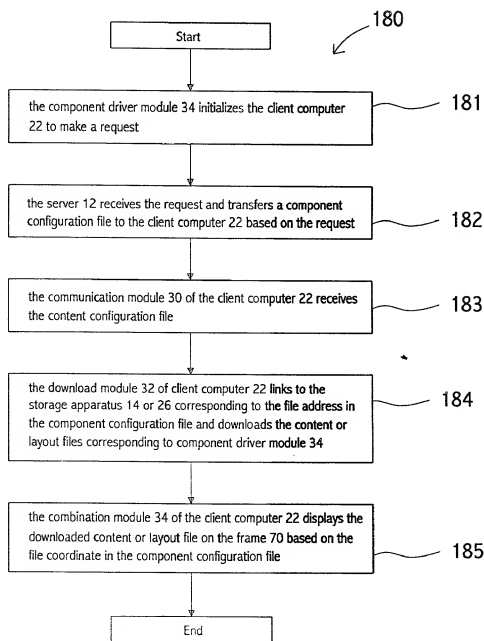 Start
180
the component driver module 34 initializes the client computer
22 to make a request
181
the server 12 receives the request and transfers a component
configuration file to the client computer 22 based on the request
182
the communication module 30 of the client computer 22 receives
the content configuration file
183
the download module 32 of client computer 22 links to the
storage apparatus 14 or 26 corresponding to the file address in
the component configuration file and downloads the content or
layout files corresponding to component driver module 34
184
the combination module 34 of the client computer 22 displays the
downloaded content or layout file on the frame 70 based on the
file coordinate in the component configuration file
185
End